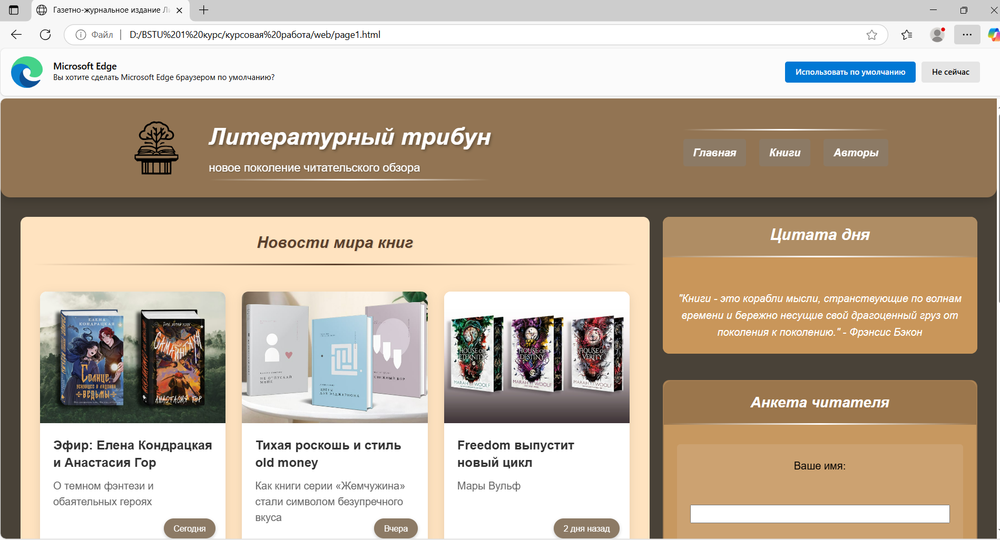 Газетно-журнальное издание Ли
Файл
D:/BSTU%201%20курс/курсовая%20работа/web/page1.html
Microsoft Edge
Вы хотите сделать Microsoft Edge браузером по умолчанию?
Использовать по умолчанию
Не сейчас
Литературный трибун
новое поколение читательского обзора
Главная
Книги
Авторы
Новости мира книг
ЕЛЕНА
КОНДРАЦКАЯ
СОЛНЦЕ,
УСНУВШЕЕ В ЛАДОНЯХ
ВЕДЬМЫ
САМАЙНТАУН
АНАСТАСИЯ ГОР
НЕ ОТПУСКАЙ
МЕНЯ
ЦВЕТЫ
ДЛЯ ЭЛДЖЕРНОНА
КНИЖНЫЙ ВОР
HOUSE OF
ETERNITY
MARAH WOOLF
HOUSE OF
DESTINY
MARAH WOOLF
HOUSE OF
VERITY
MARAH WOOLF
Эфир: Елена Кондрацкая
и Анастасия Гор
О темном фэнтези и
обаятельных героях
Сегодня
Тихая роскошь и стиль
old money
Как книги серии «Жемчужина»
стали символом безупречного
вкуса
Вчера
Freedom выпустит
новый цикл
Мары Вульф
2 дня назад
Цитата дня
"Книги - это корабли мысли, странствующие по волнам
времени и бережно несущие свой драгоценный груз от
поколения к поколению." - Фрэнсис Бэкон
Анкета читателя
Ваше имя: